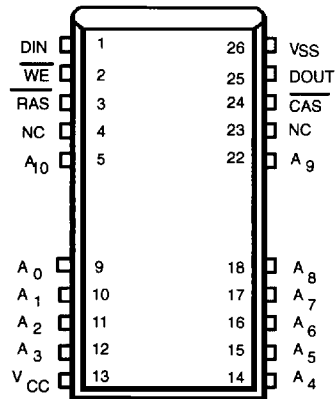 DIN 1 26 VSS
WE 2 25 DOUT
RAS 3 24 CAS
NC 4 23 NC
A10 5 22 A9
A0 9 18 A8
A1 10 17 A7
A2 11 16 A6
A3 12 15 A5
VCC 13 14 A4